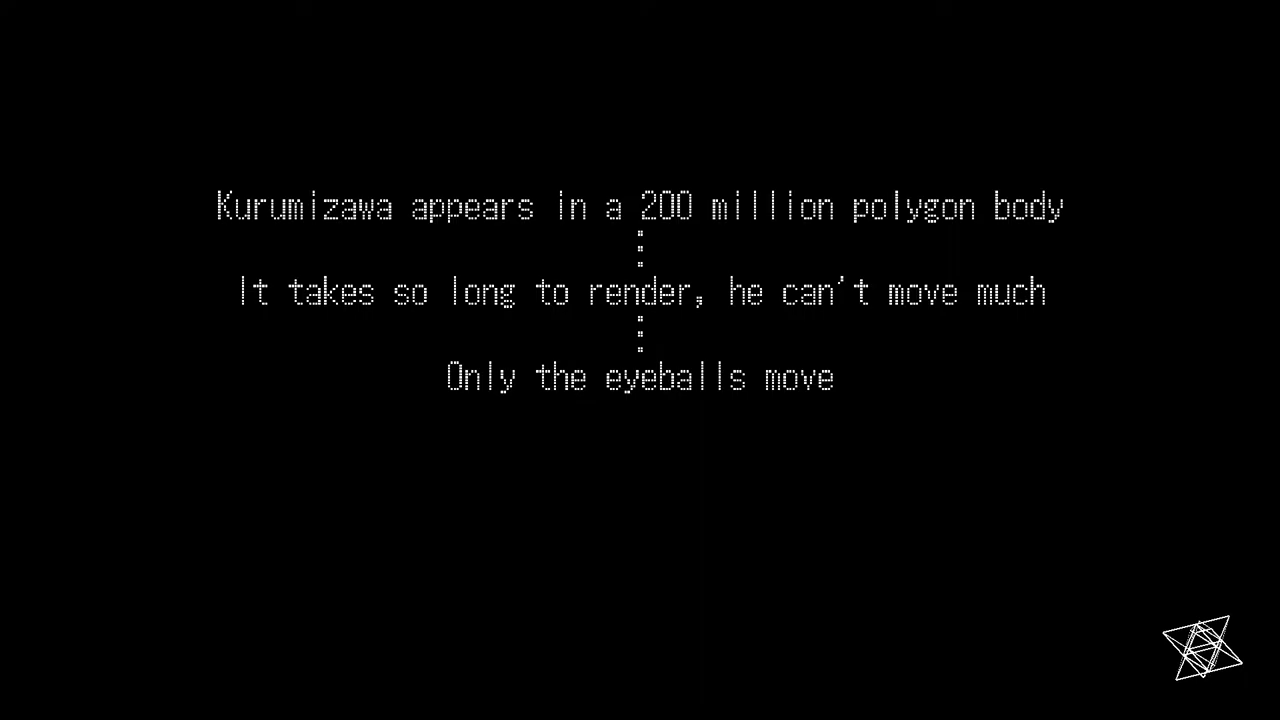 Kurumizawa appears in a 200 million polygon body
It takes so long to render, he can't move much
Only the eyeballs move